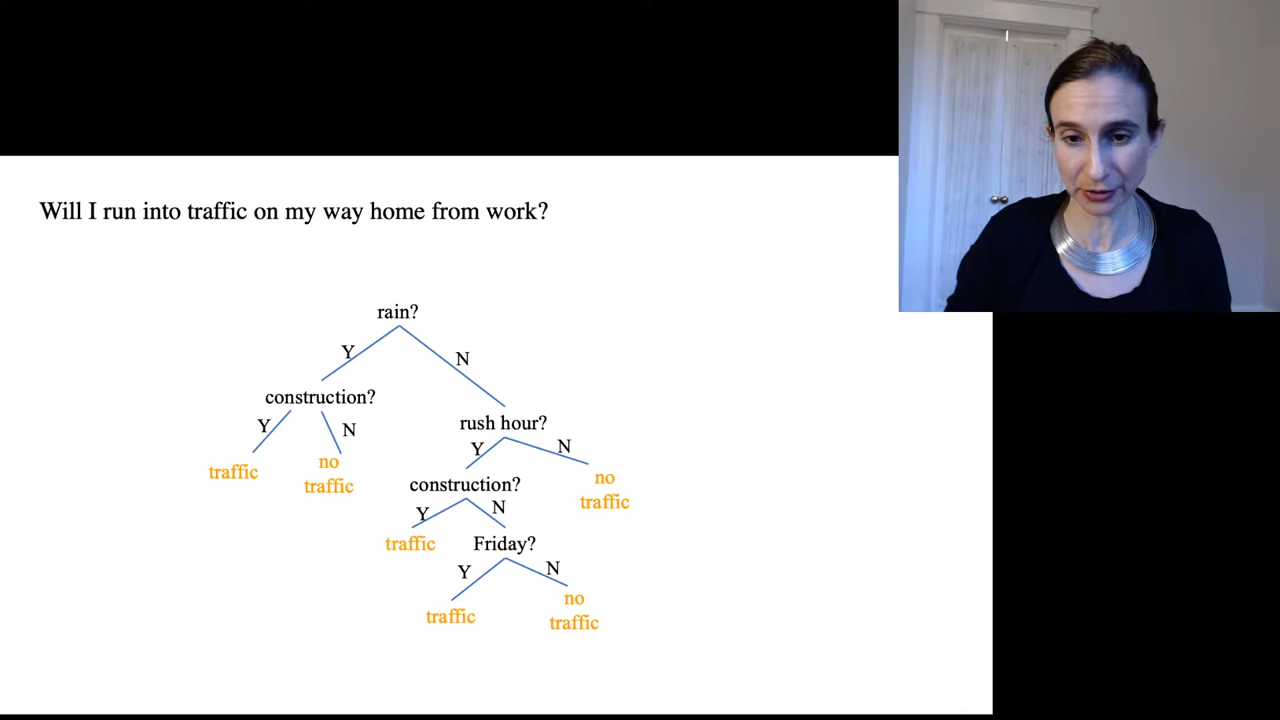 Will I run into traffic on my way home from work?
rain?
Y
N
construction?
rush hour?
Y
N
Y
N
traffic
no
traffic
construction?
no
traffic
Y
N
traffic
Friday?
Y
N
traffic
no
traffic